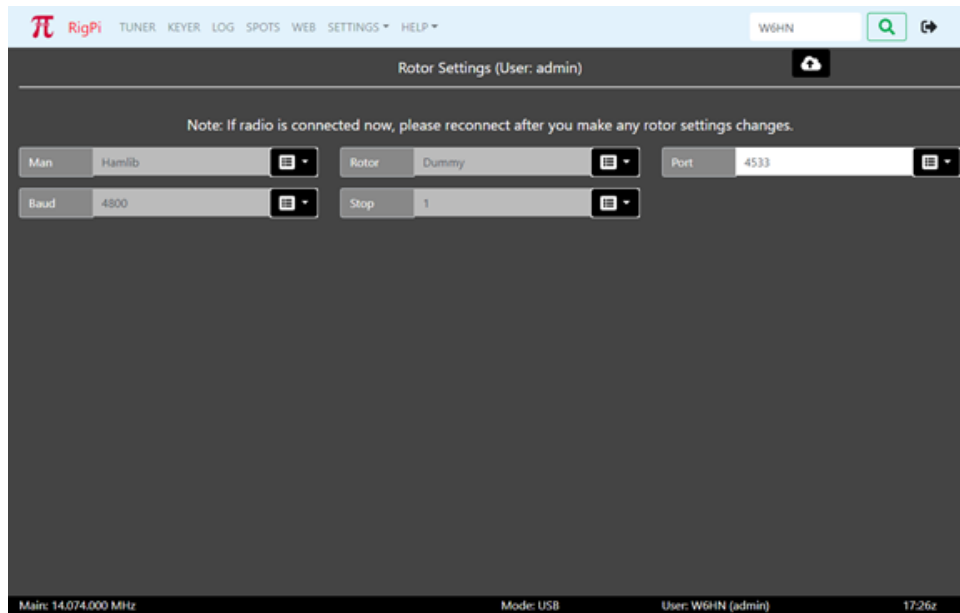 π RigPi TUNER KEYER LOG SPOTS WEB SETTINGS HELP W6HN
Rotor Settings (User: admin)
Note: If radio is connected now, please reconnect after you make any rotor settings changes.
Man Hamlib Rotor Dummy Port 4533
Baud 4800 Stop 1
Main: 14.074.000 MHz Mode: USB User: W6HN (admin) 17:26z